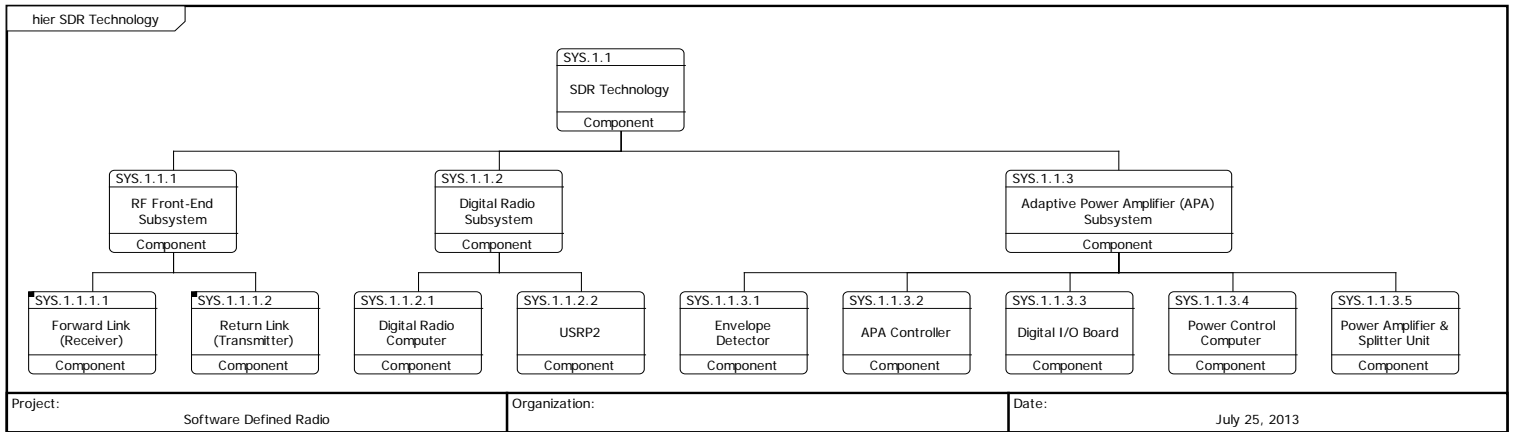 hier SDR Technology
SYS.1.1
SDR Technology
Component
SYS.1.1.1
RF Front-End
Subsystem
Component
SYS.1.1.2
Digital Radio
Subsystem
Component
SYS.1.1.3
Adaptive Power Amplifier (APA)
Subsystem
Component
SYS.1.1.1.1
Forward Link
(Receiver)
Component
SYS.1.1.1.2
Return Link
(Transmitter)
Component
SYS.1.1.2.1
Digital Radio
Computer
Component
SYS.1.1.2.2
USRP2
Component
SYS.1.1.3.1
Envelope
Detector
Component
SYS.1.1.3.2
APA Controller
Component
SYS.1.1.3.3
Digital I/O Board
Component
SYS.1.1.3.4
Power Control
Computer
Component
SYS.1.1.3.5
Power Amplifier &
Splitter Unit
Component
Project:
Software Defined Radio
Organization:
Date:
July 25, 2013